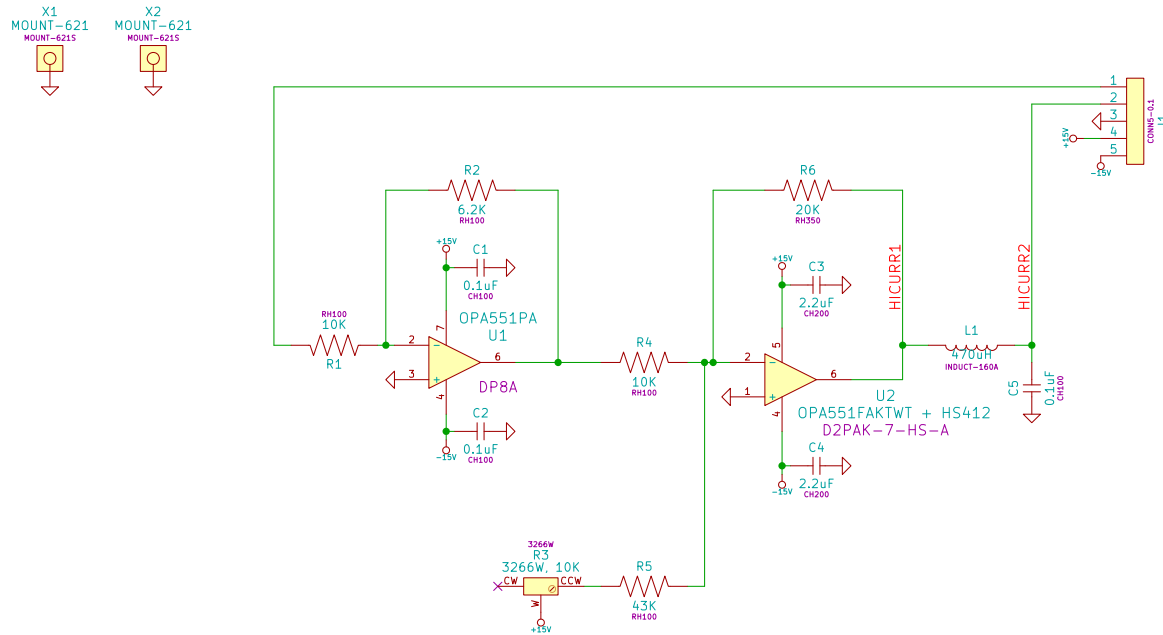 X1
MOUNT-621
MOUNT-621S
X2
MOUNT-621
MOUNT-621S
1
2
3
4
5
+15V
-15V
CONN5-0.1
J1
R2
6.2K
RH100
R6
20K
RH350
+15V
C1
0.1uF
CH100
+15V
C3
2.2uF
CH200
HICURR1
HICURR2
RH100
10K
R1
OPA551PA
U1
7
2
3
6
4
DP8A
R4
10K
RH100
5
2
1
6
4
L1
470uH
INDUCT-160A
C5
0.1uF
CH100
U2
OPA551FAKTWT + HS412
D2PAK-7-HS-A
C2
0.1uF
CH100
-15V
C4
2.2uF
CH200
-15V
3266W
R3
3266W, 10K
CW
CCW
W
+15V
R5
43K
RH100